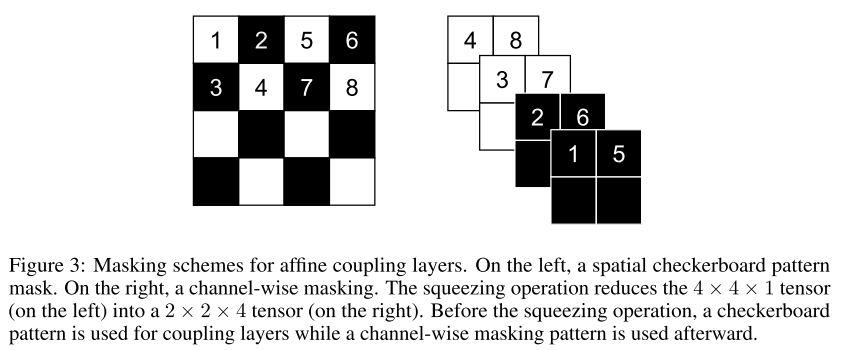 1 2 5 6
3 4 7 8
4 8
3 7
2 6
1 5
Figure 3: Masking schemes for affine coupling layers. On the left, a spatial checkerboard pattern
mask. On the right, a channel-wise masking. The squeezing operation reduces the 4 × 4 × 1 tensor
(on the left) into a 2 × 2 × 4 tensor (on the right). Before the squeezing operation, a checkerboard
pattern is used for coupling layers while a channel-wise masking pattern is used afterward.